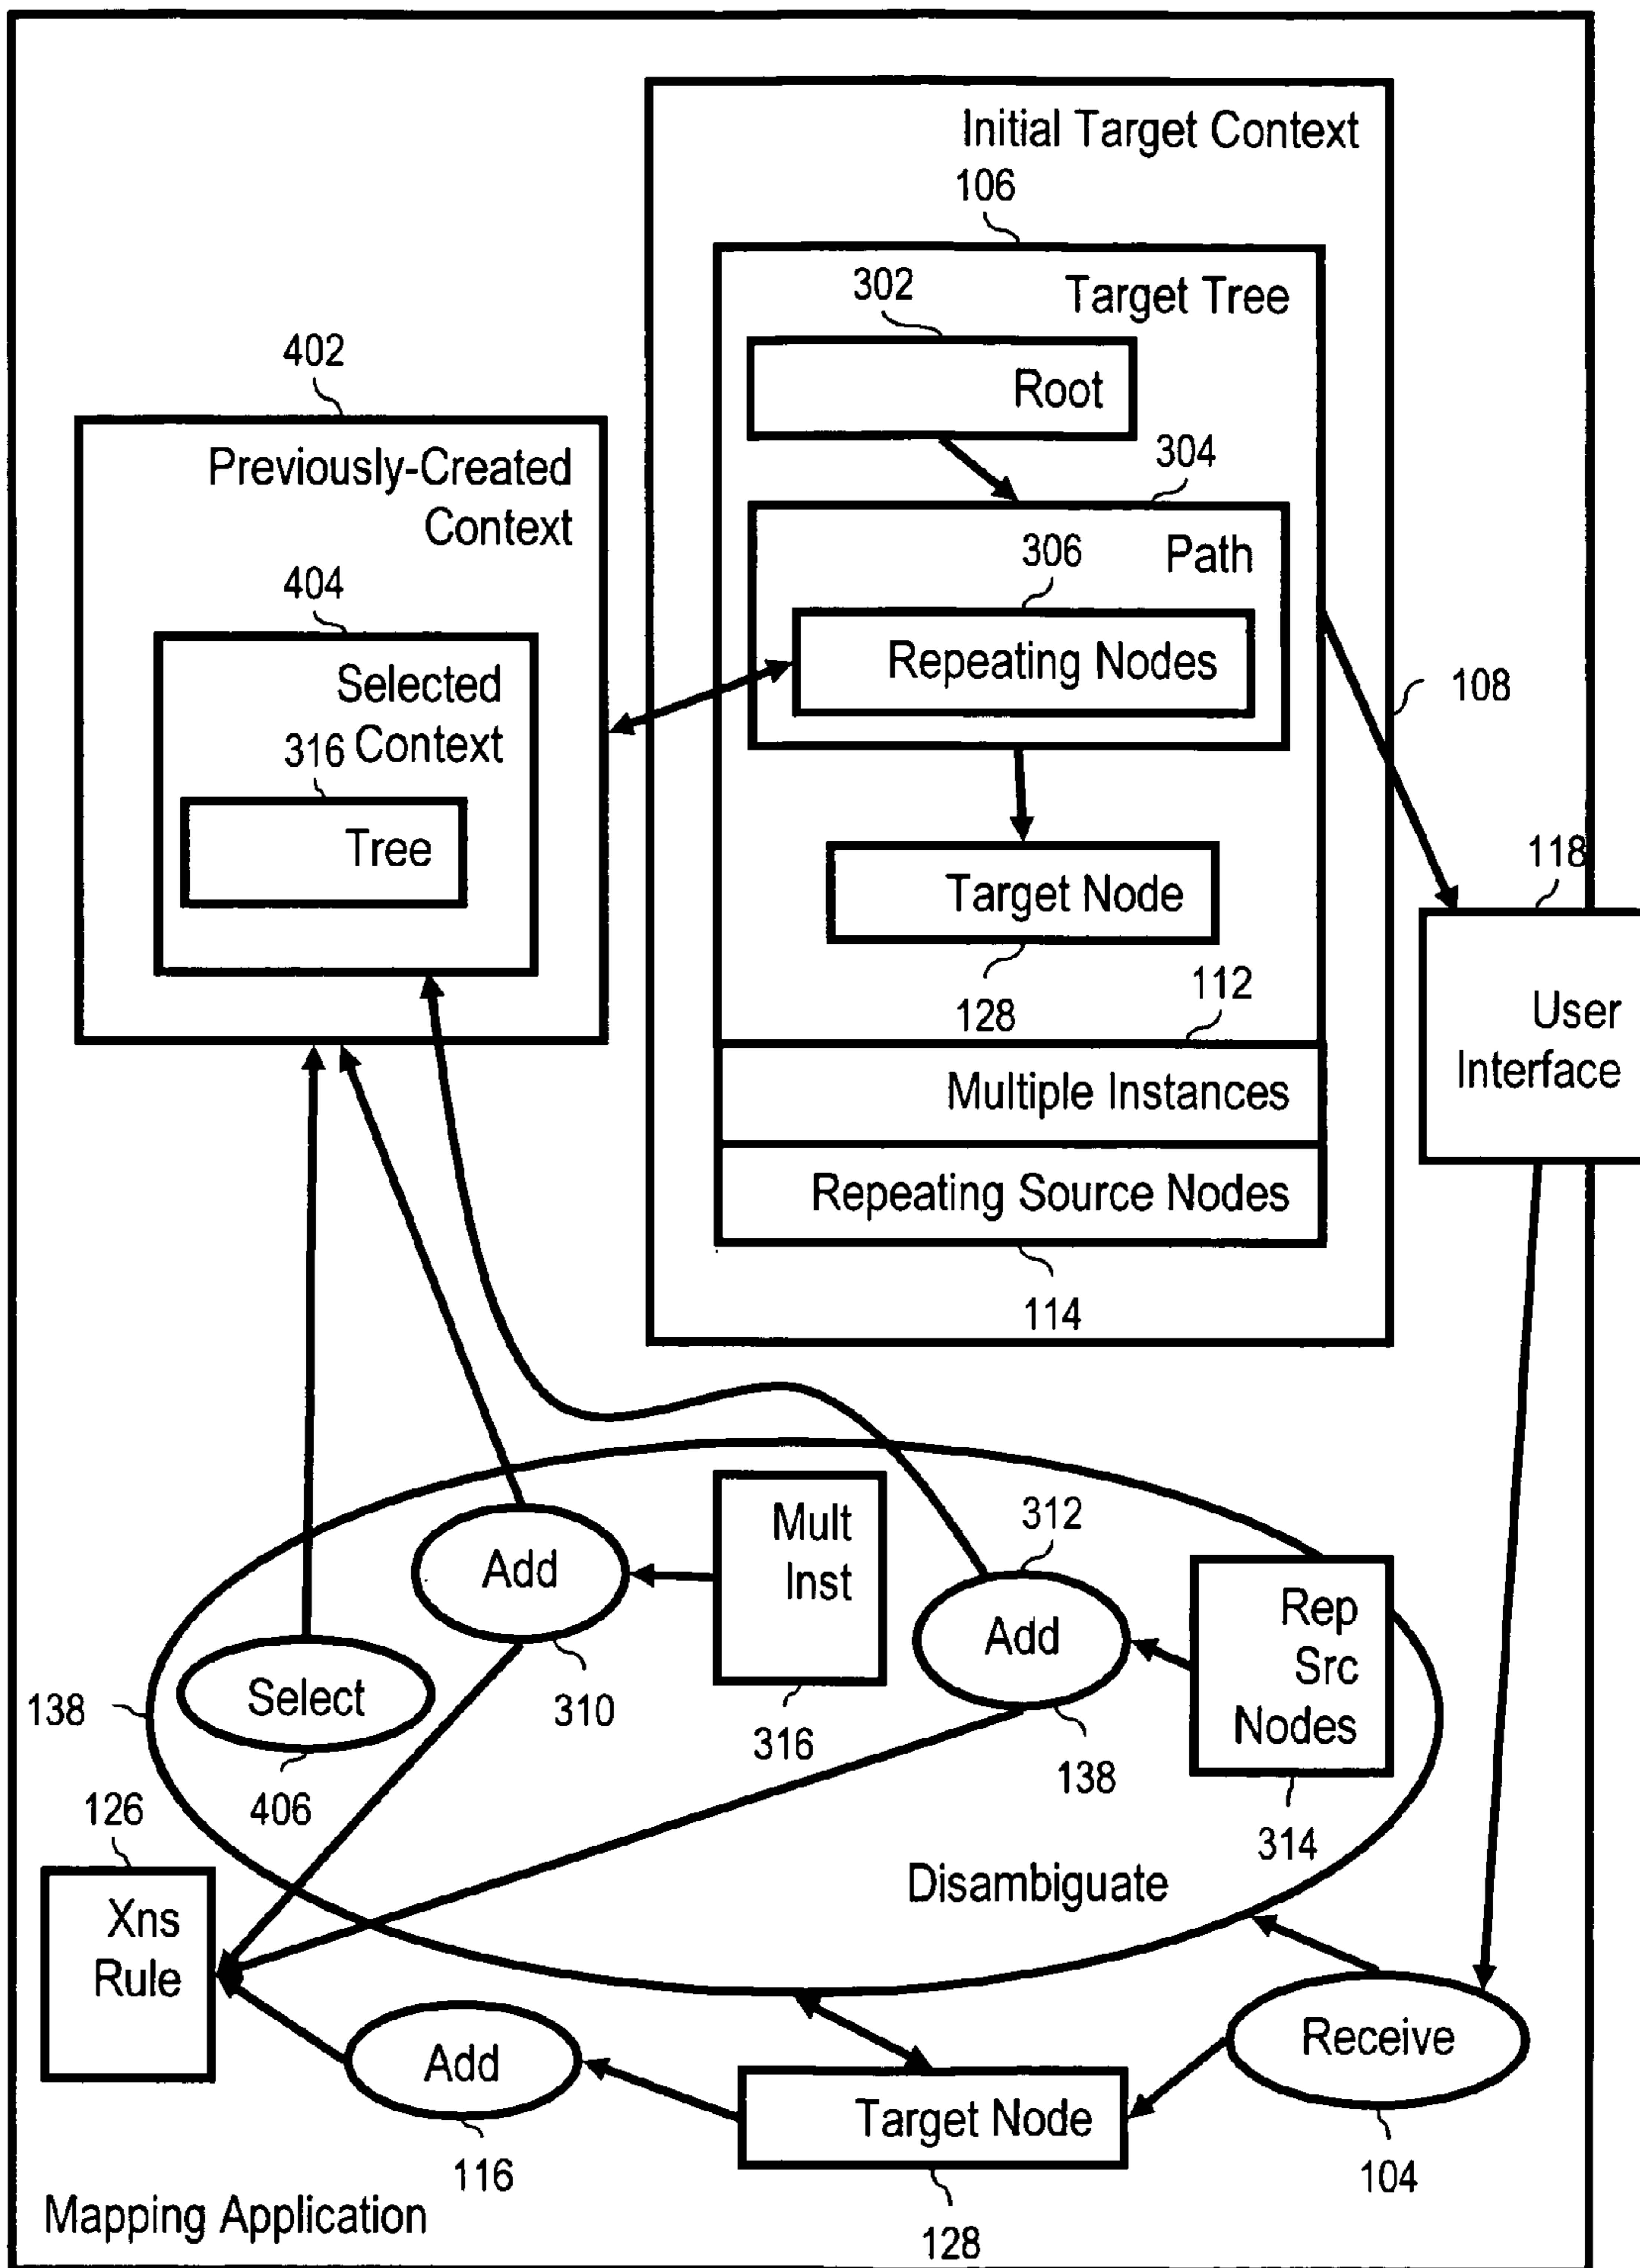 Initial Target Context
106
302
Target Tree
Root
402
304
Previously-Created
Context
306
Path
404
Repeating Nodes
Selected
Context
316
108
Tree
118
Target Node
128
112
User
Interface
Multiple Instances
Repeating Source Nodes
114
Mult
Inst
312
Add
Add
Rep
Src
Nodes
Select
138
310
316
138
406
314
126
Disambiguate
Xns
Rule
Receive
Add
Target Node
116
104
128
Mapping Application